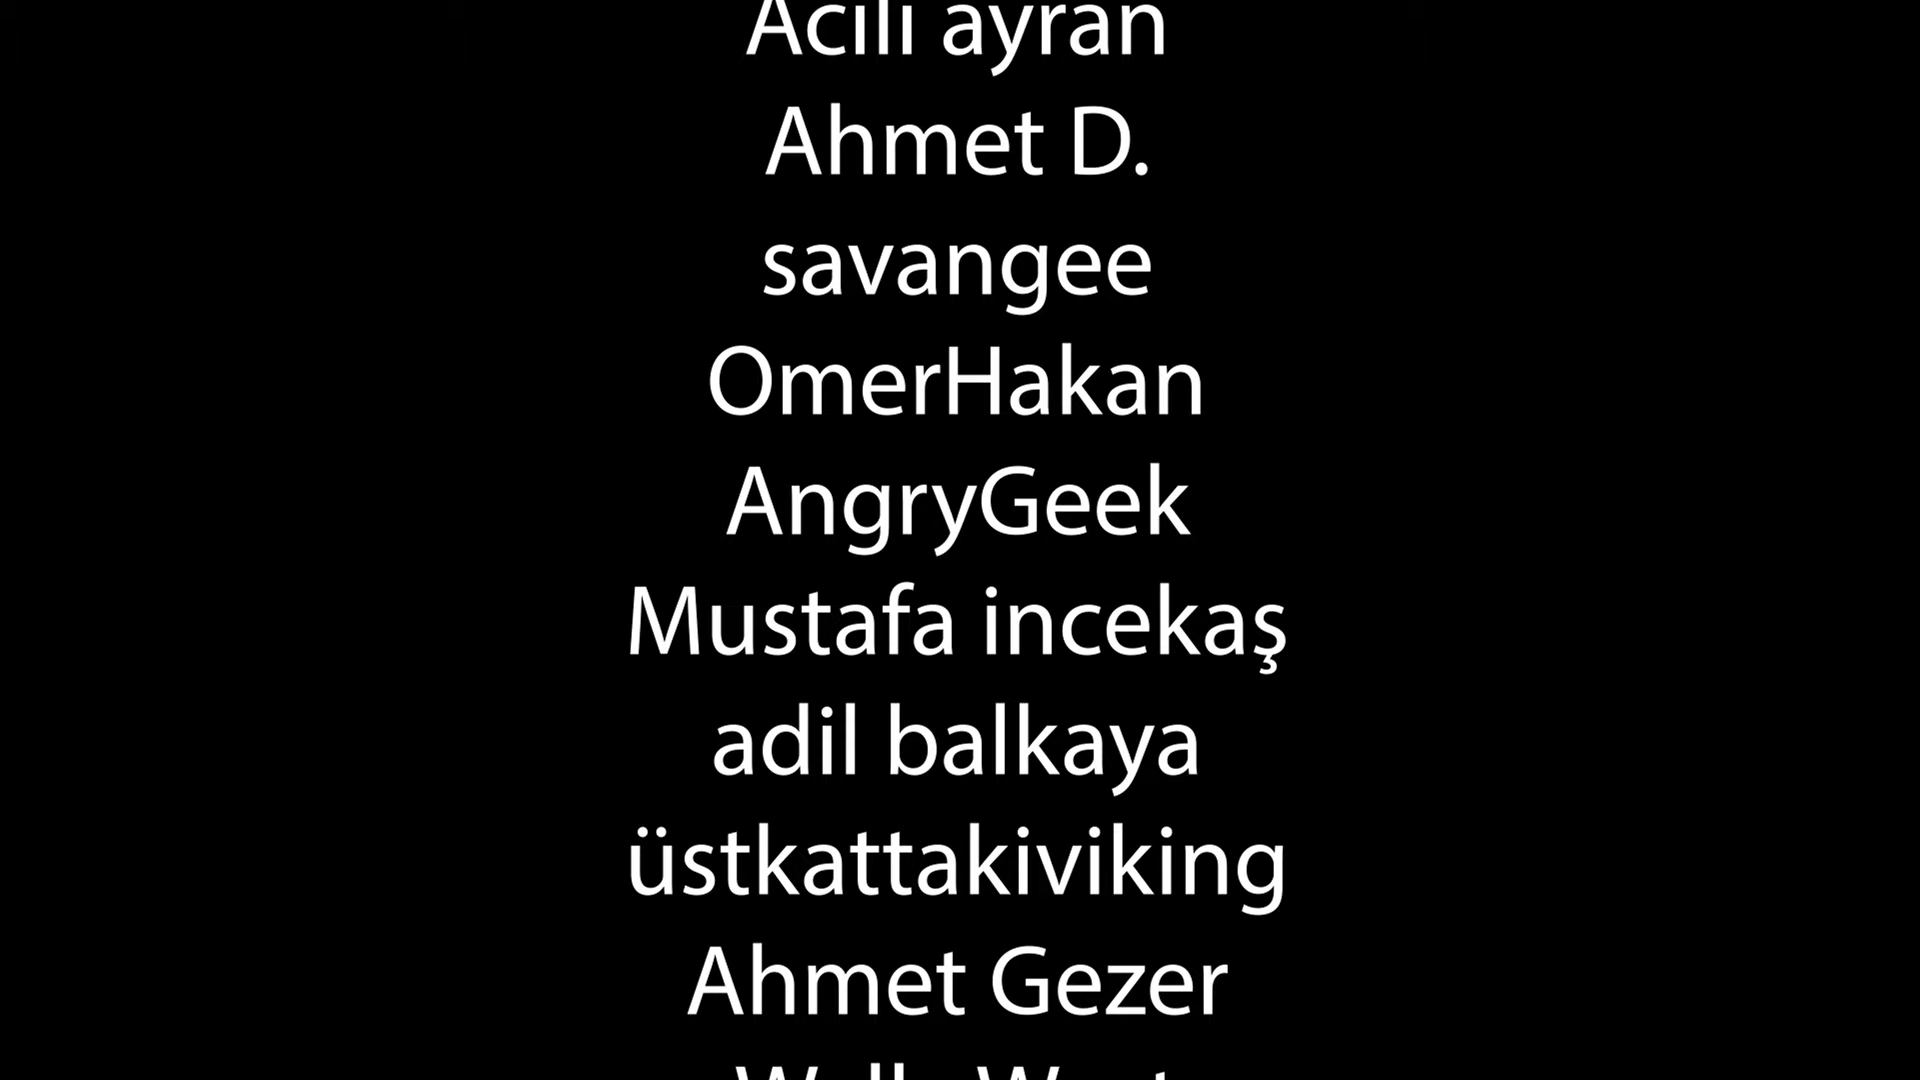 Acılı ayran
Ahmet D.
savangee
OmerHakan
AngryGeek
Mustafa incekaş
adil balkaya
üstkattakiviking
Ahmet Gezer